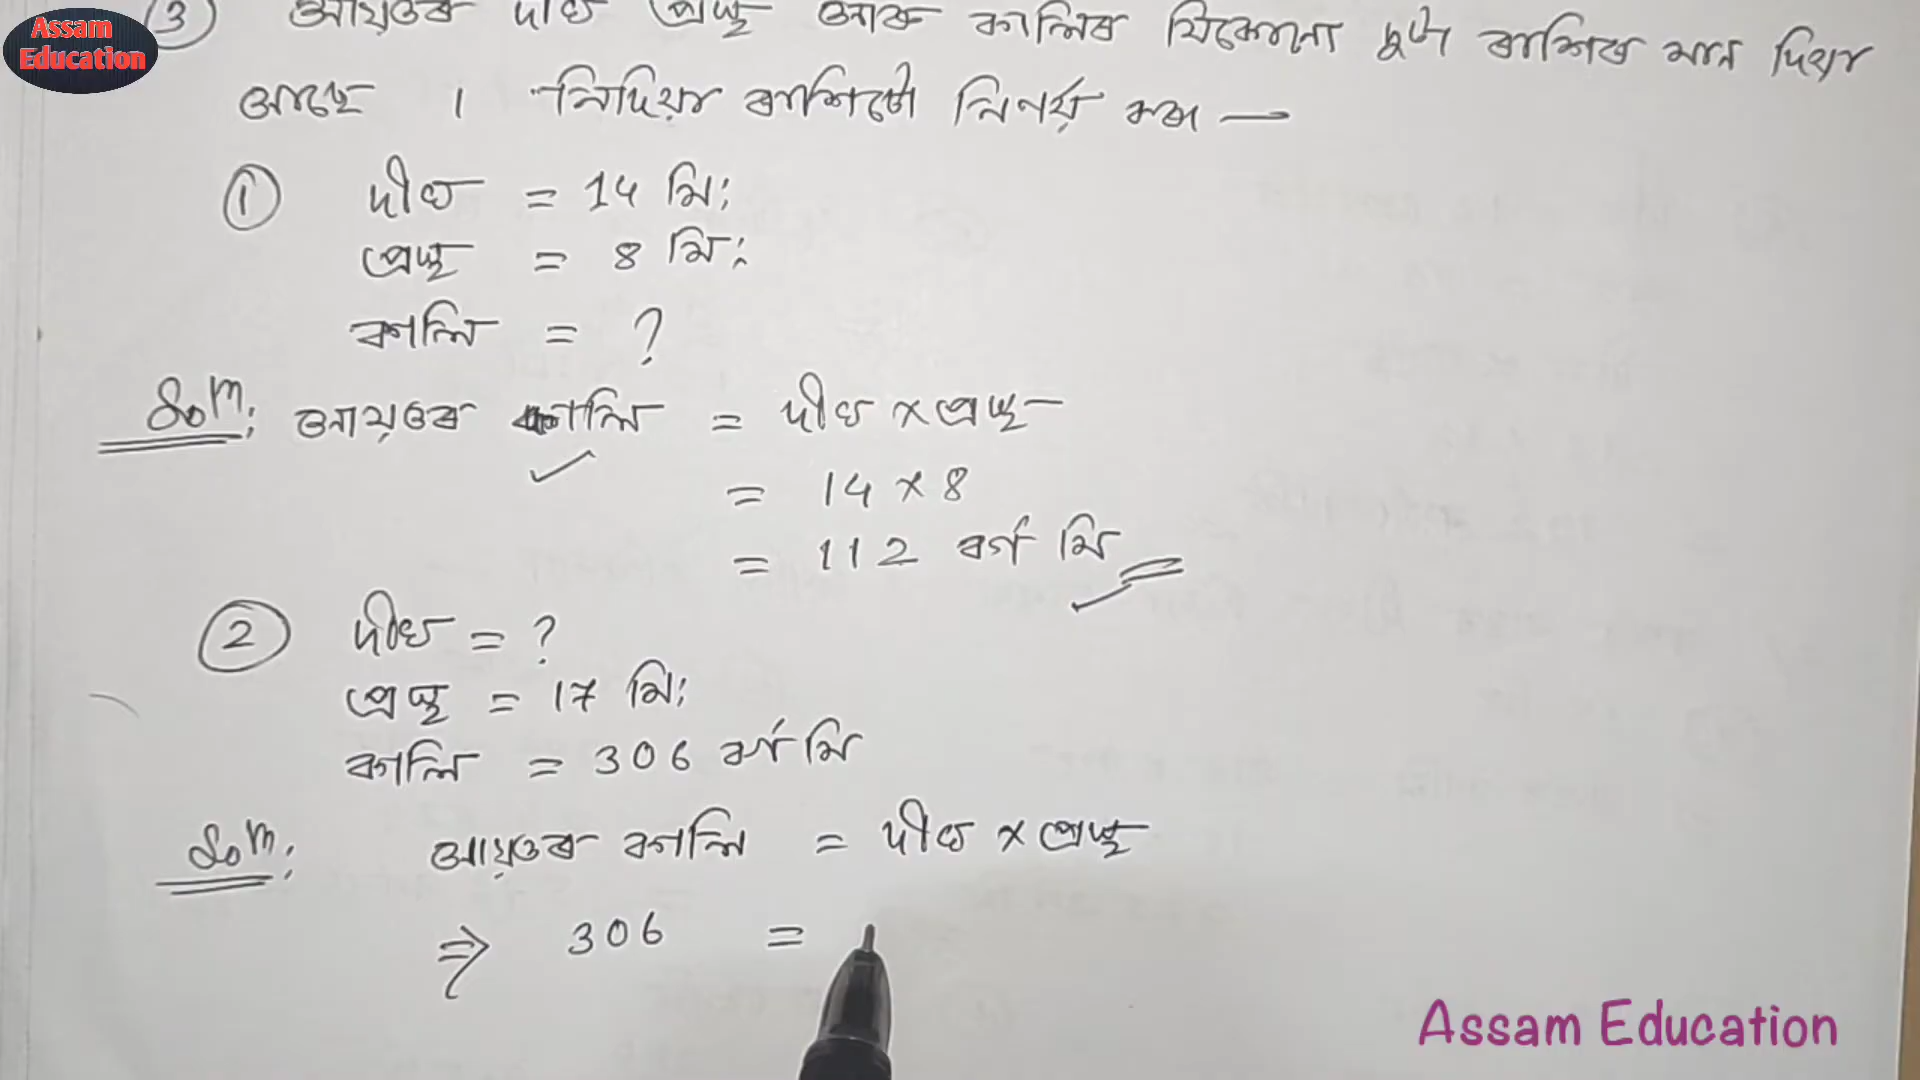 Assam
Education
③ আয়তৰ দীঘ প্ৰস্থ আৰু কালিৰ যিকোনো দুটা ৰাশিৰ মান দিয়া
আছে । নিদিয়া ৰাশিটো নিৰ্ণয় কৰা —
① দীঘ = 14 মি:
প্ৰস্থ = 8 মি:
কালি = ?
Solⁿ: আয়তৰ কালি = দীঘ × প্ৰস্থ
= 14 × 8
= 112 বৰ্গ মি
② দীঘ = ?
প্ৰস্থ = 17 মি:
কালি = 306 বৰ্গ মি
Solⁿ: আয়তৰ কালি = দীঘ × প্ৰস্থ
⇒ 306 =
Assam Education